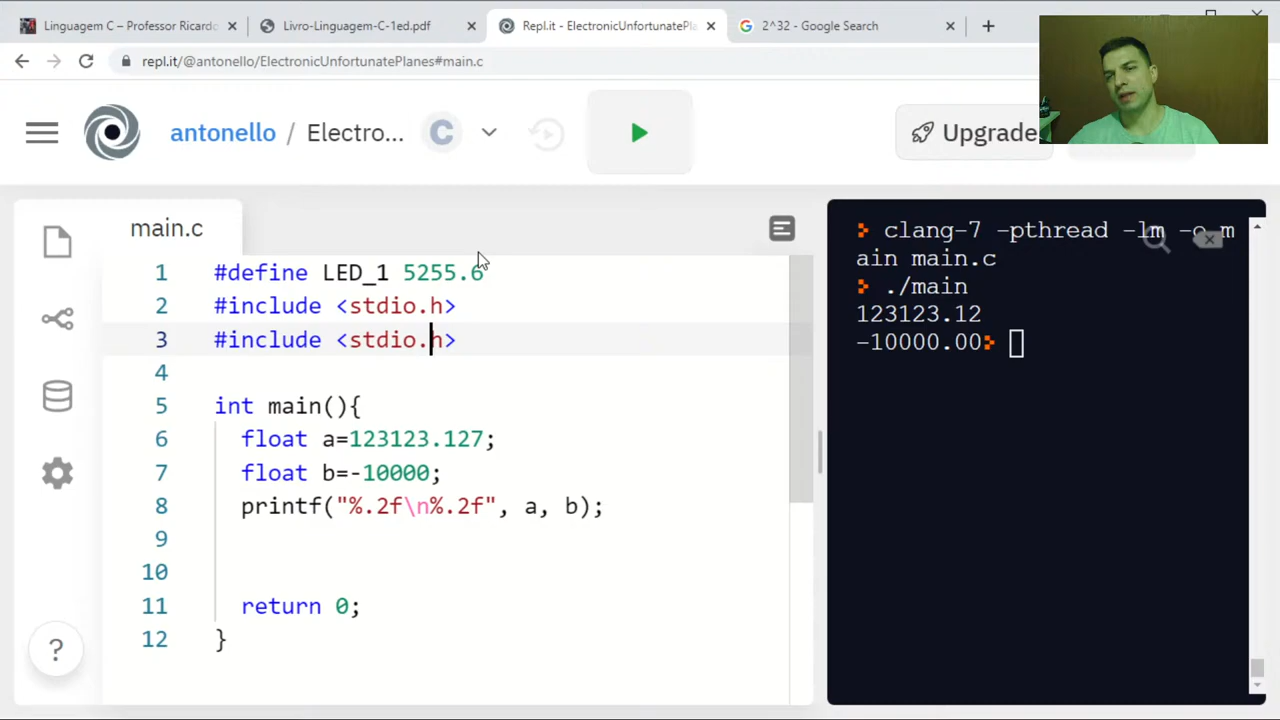 Linguagem C – Professor Ricardo
Livro-Linguagem-C-1ed.pdf
Repl.it - ElectronicUnfortunatePla
2^32 - Google Search
repl.it/@antonello/ElectronicUnfortunatePlanes#main.c
antonello / Electro...
C
Upgrade
main.c
1 #define LED_1 5255.6
2 #include <stdio.h>
3 #include <stdio.h>
4
5 int main(){
6 float a=123123.127;
7 float b=-10000;
8 printf("%.2f\n%.2f", a, b);
9
10
11 return 0;
12 }
?
clang-7 -pthread -lm -o m
ain main.c
./main
123123.12
-10000.00